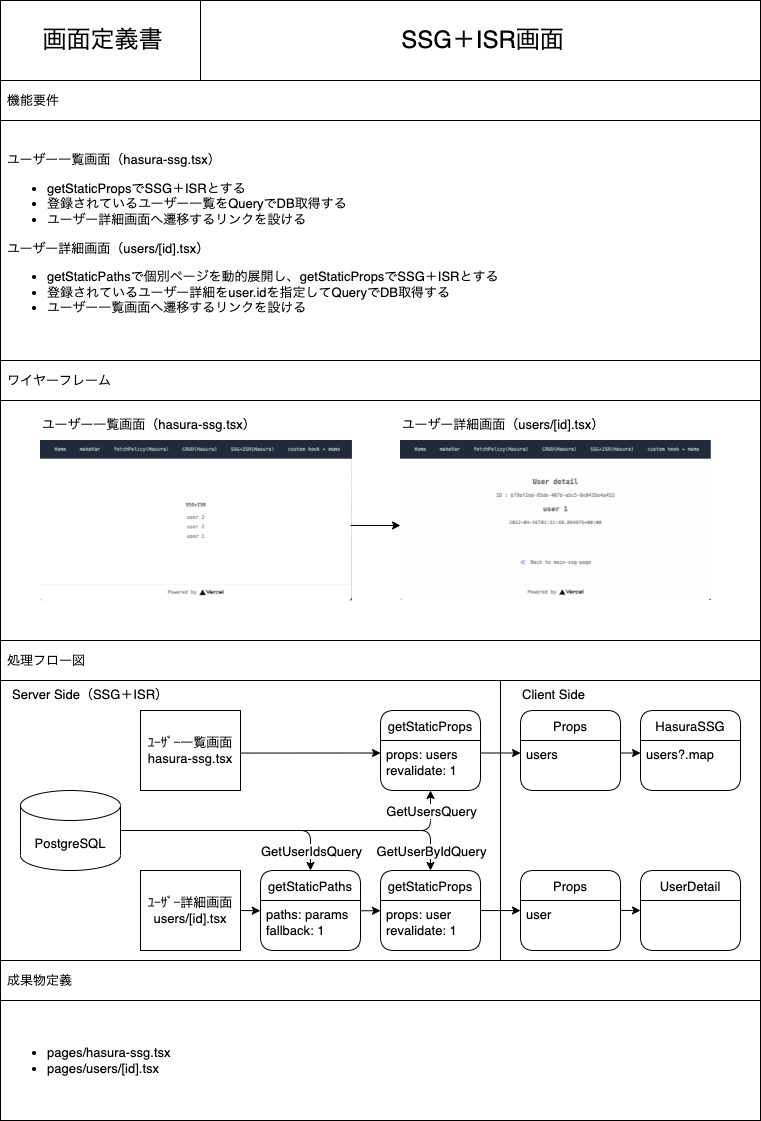 画面定義書
SSG＋ISR画面
機能要件
ユーザー一覧画面（hasura-ssg.tsx）
• getStaticPropsでSSG＋ISRとする
• 登録されているユーザー一覧をQueryでDB取得する
• ユーザー詳細画面へ遷移するリンクを設ける
ユーザー詳細画面（users/[id].tsx）
• getStaticPathsで個別ページを動的展開し、getStaticPropsでSSG＋ISRとする
• 登録されているユーザー詳細をuser.idを指定してQueryでDB取得する
• ユーザー一覧画面へ遷移するリンクを設ける
ワイヤーフレーム
ユーザー一覧画面（hasura-ssg.tsx）
Home makeVar fetchPolicy(Hasura) CRUD(Hasura) SSG+ISR(Hasura) custom hook + memo
SSG+ISR
user 3
user 2
user 1
Powered by Vercel
ユーザー詳細画面（users/[id].tsx）
Home makeVar fetchPolicy(Hasura) CRUD(Hasura) SSG+ISR(Hasura) custom hook + memo
User detail
user 1
Back to main-ssg-page
Powered by Vercel
処理フロー図
Server Side（SSG＋ISR）
Client Side
ﾕｰｻﾞｰ一覧画面
hasura-ssg.tsx
getStaticProps
props: users
revalidate: 1
Props
users
HasuraSSG
users?.map
GetUsersQuery
PostgreSQL
GetUserIdsQuery
GetUserByIdQuery
ﾕｰｻﾞｰ詳細画面
users/[id].tsx
getStaticPaths
paths: params
fallback: 1
getStaticProps
props: user
revalidate: 1
Props
user
UserDetail
成果物定義
• pages/hasura-ssg.tsx
• pages/users/[id].tsx